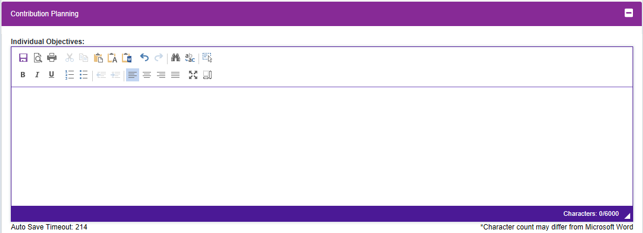 Contribution Planning
Individual Objectives:
B I U
Characters: 0/6000
Auto Save Timeout: 214
*Character count may differ from Microsoft Word